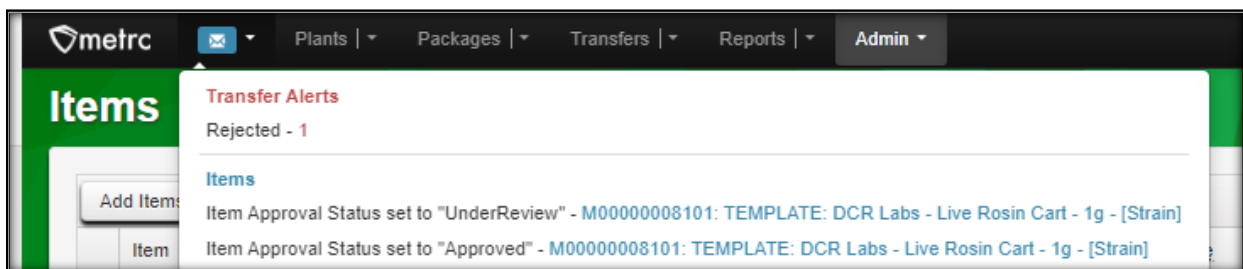 metrc Plants | Packages | Transfers | Reports | Admin
Items
Transfer Alerts
Rejected - 1
Items
Add Items
Item Approval Status set to "UnderReview" - M00000008101: TEMPLATE: DCR Labs - Live Rosin Cart - 1g - [Strain]
Item
Item Approval Status set to "Approved" - M00000008101: TEMPLATE: DCR Labs - Live Rosin Cart - 1g - [Strain]